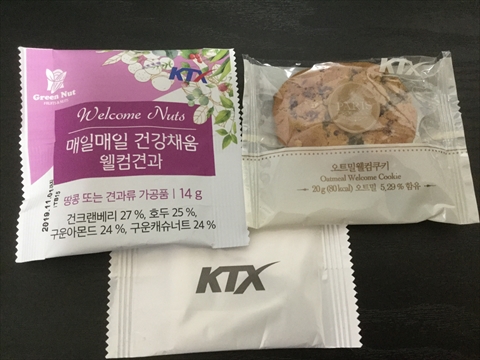 Green Nut
KTX
Welcome Nuts
매일매일 건강채움
웰컴견과
땅콩 또는 견과류 가공품 | 14 g
건크랜베리 27 %, 호두 25 %,
구운아몬드 24 %, 구운캐슈너트 24 %
2019.11.01
KTX
오트밀웰컴쿠키
Oatmeal Welcome Cookie
20 g (80 kcal) 오트밀 5.29 % 함유
KTX